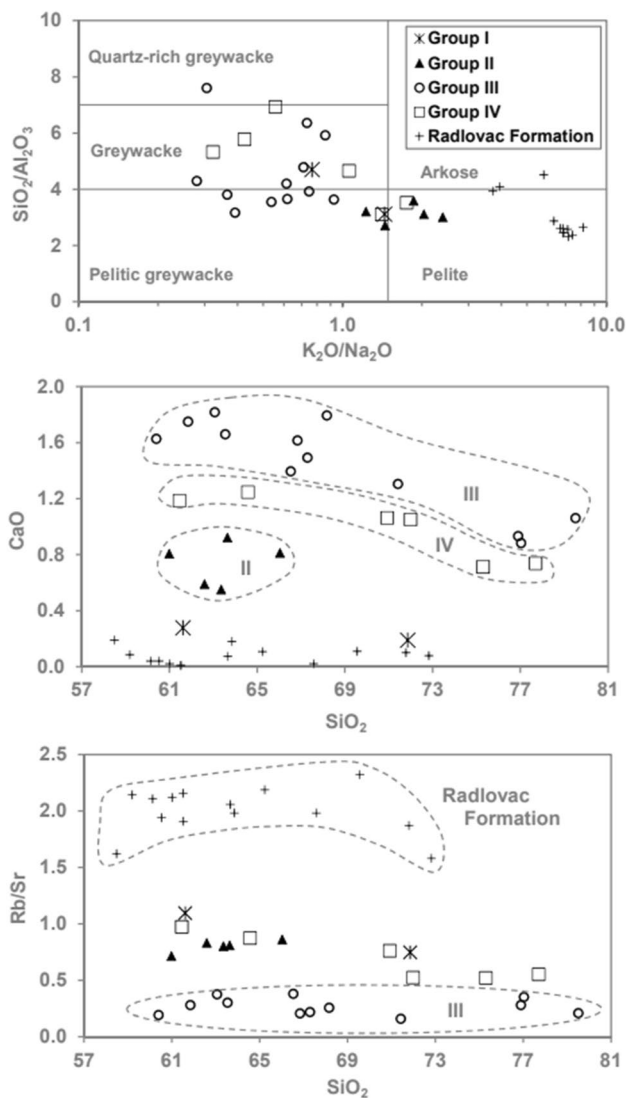 10
8
6
4
2
0
SiO₂/Al₂O₃
Quartz-rich greywacke
Greywacke
Pelitic greywacke
Arkose
Pelite
Group I
Group II
Group III
Group IV
Radlovac Formation
0.1
1.0
10.0
K₂O/Na₂O
2.0
1.6
1.2
0.8
0.4
0.0
CaO
III
IV
II
57
61
65
69
73
77
81
SiO₂
2.5
2.0
1.5
1.0
0.5
0.0
Rb/Sr
Radlovac
Formation
III
57
61
65
69
73
77
81
SiO₂